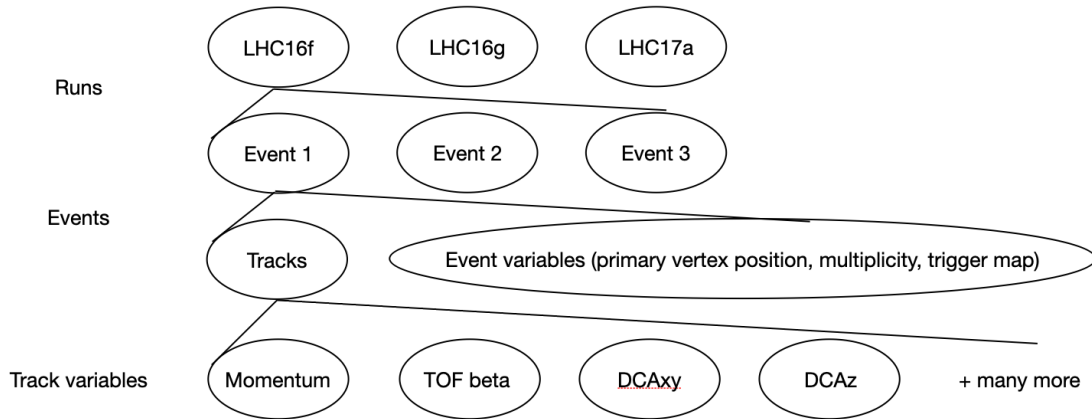 LHC16f
LHC16g
LHC17a
Runs
Event 1
Event 2
Event 3
Events
Tracks
Event variables (primary vertex position, multiplicity, trigger map)
Track variables
Momentum
TOF beta
DCAxy
DCAz
+ many more